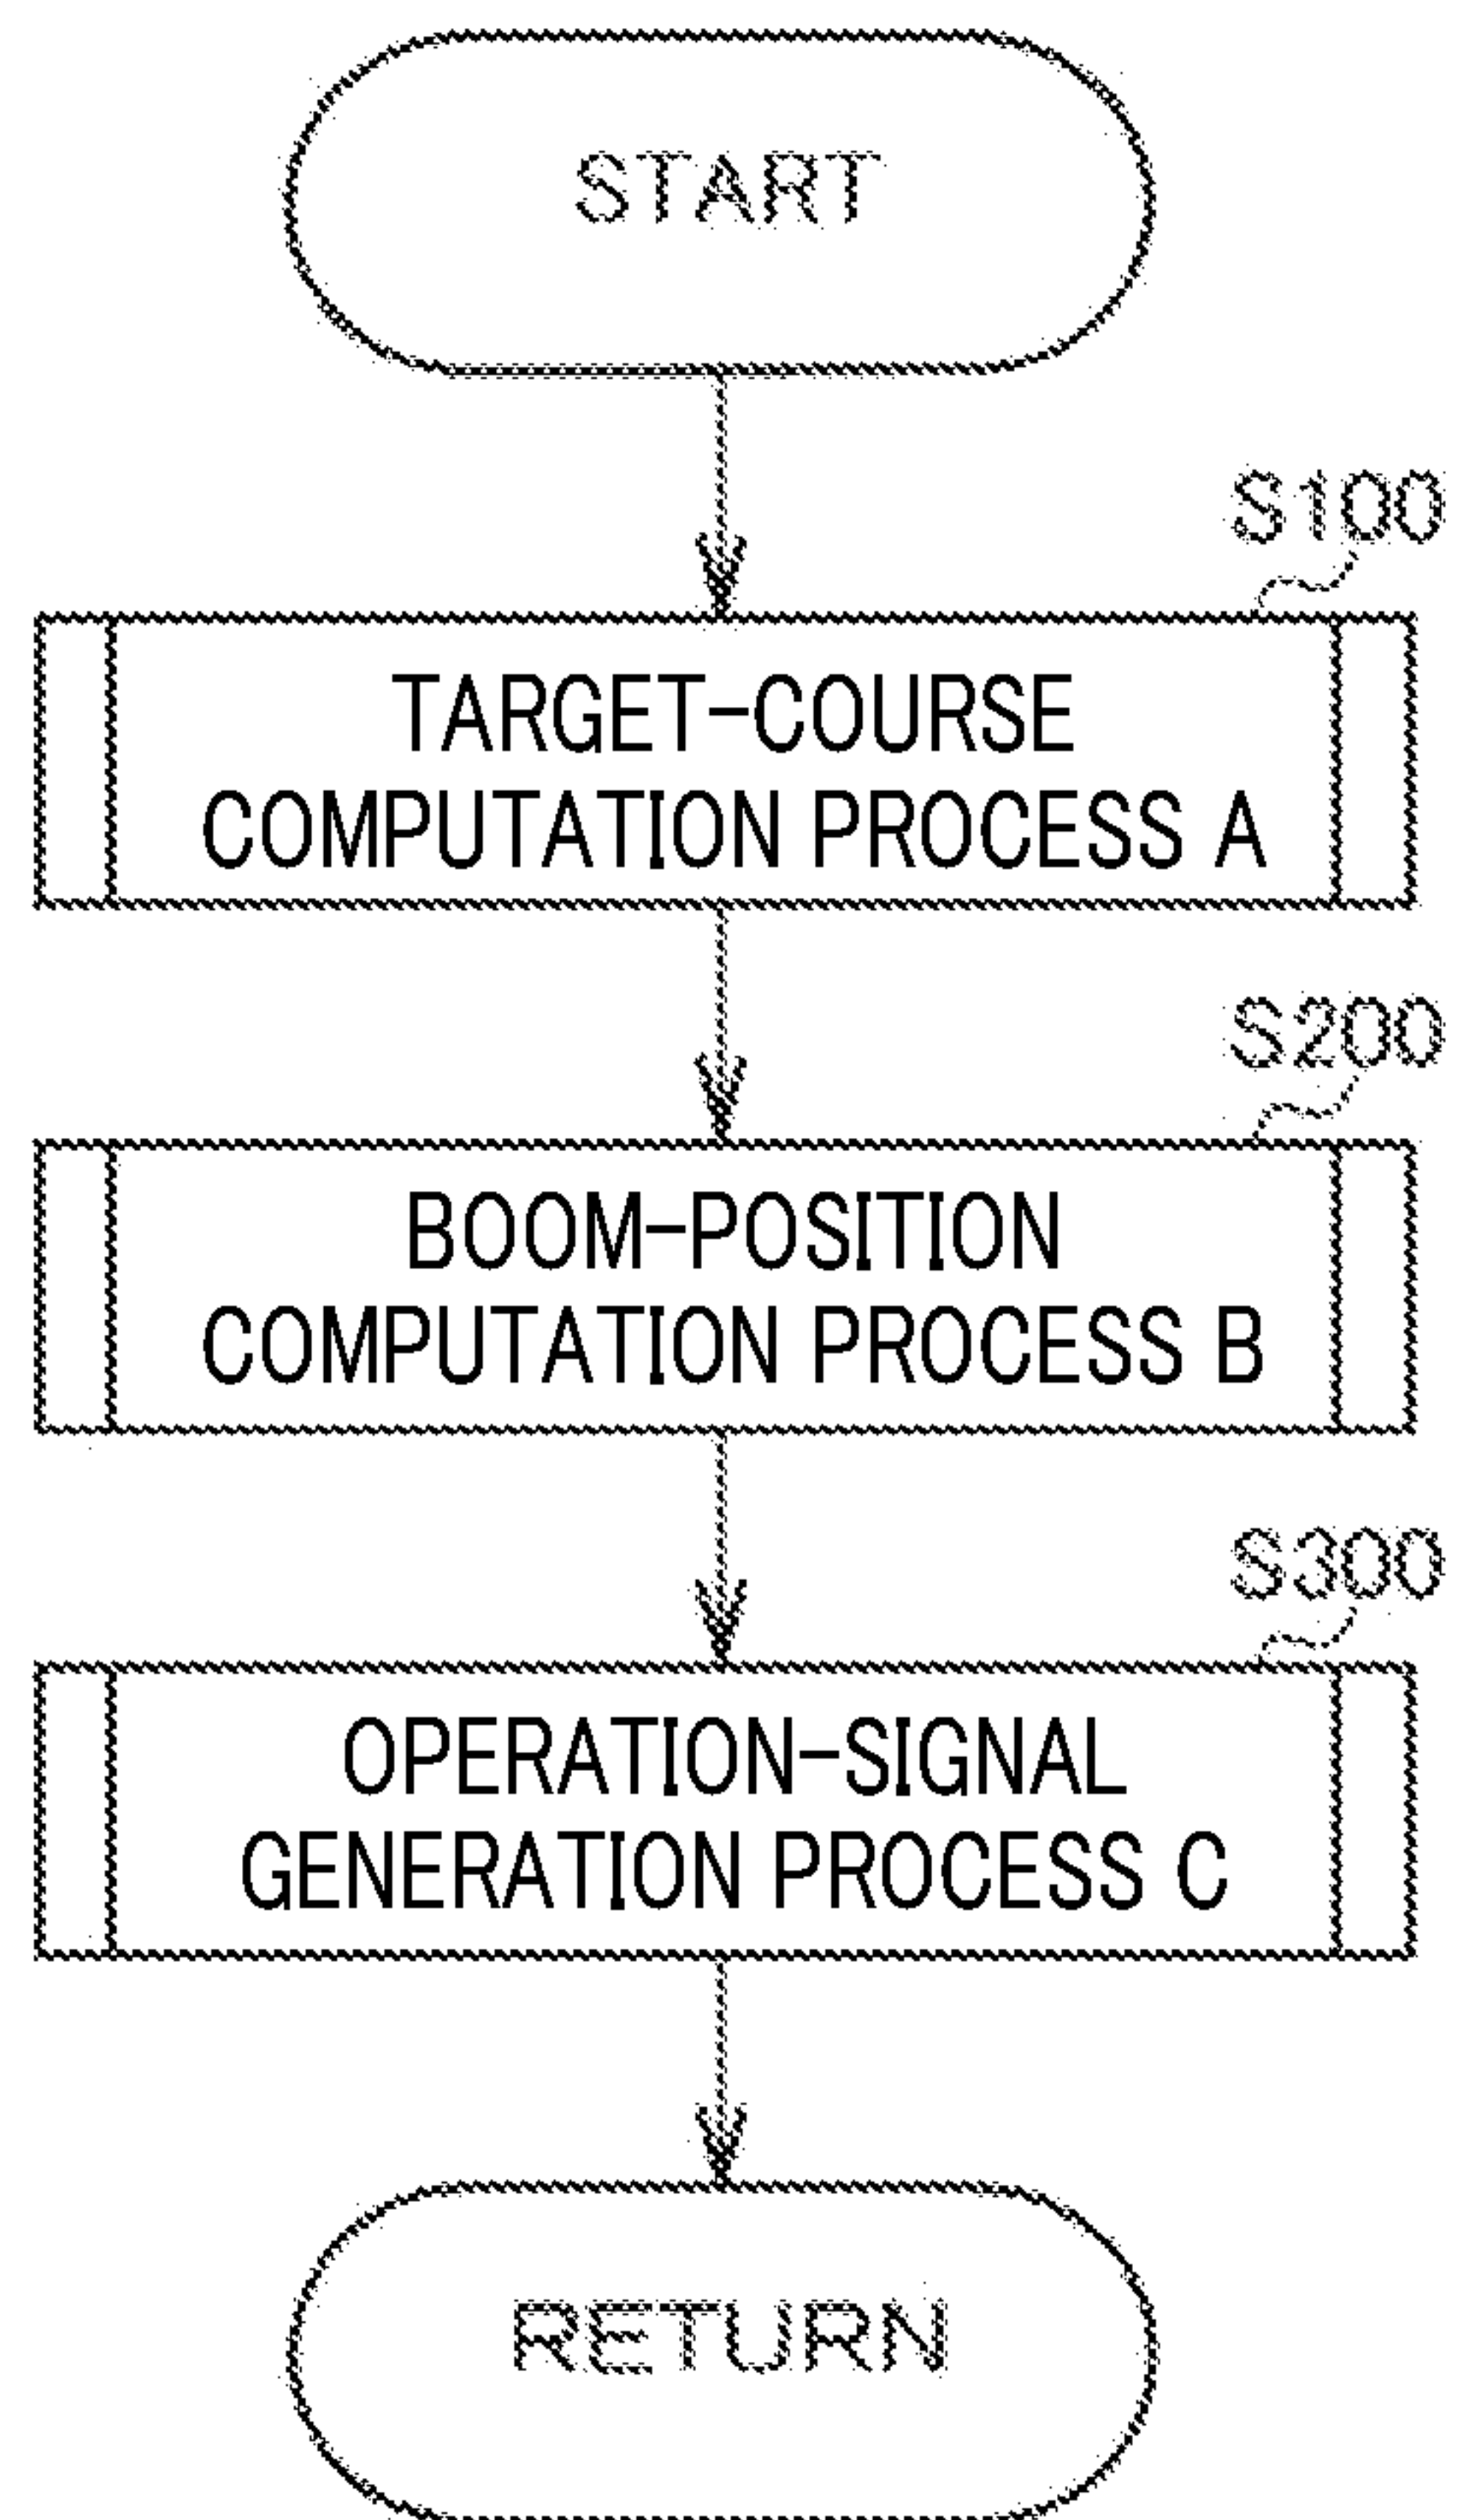 START
S100
TARGET-COURSE
COMPUTATION PROCESS A
S200
BOOM-POSITION
COMPUTATION PROCESS B
S300
OPERATION-SIGNAL
GENERATION PROCESS C
RETURN